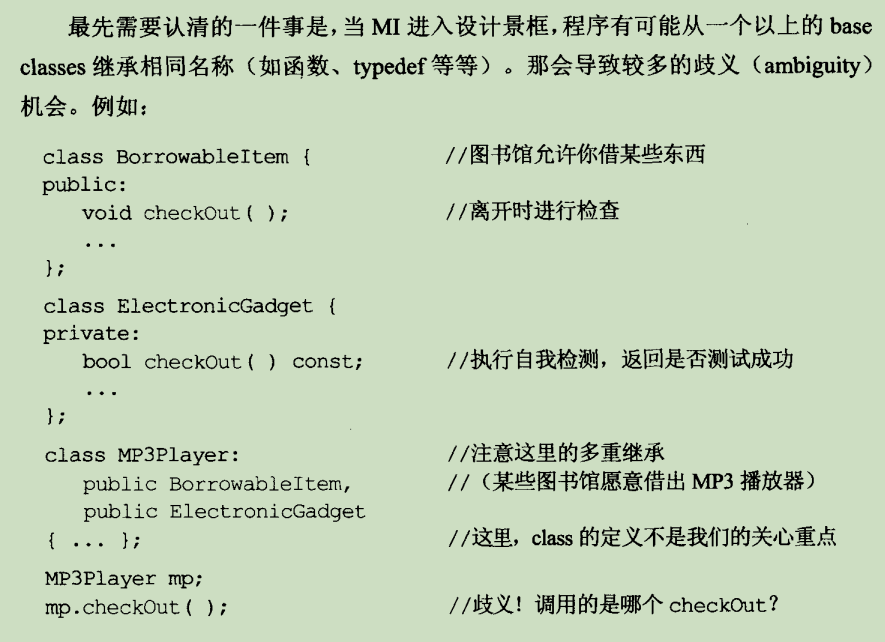 最先需要认清的一件事是，当 MI 进入设计景框，程序有可能从一个以上的 base
classes 继承相同名称（如函数、typedef 等等）。那会导致较多的歧义（ambiguity）
机会。例如：
class BorrowableItem { //图书馆允许你借某些东西
public:
void checkOut( ); //离开时进行检查
...
};
class ElectronicGadget {
private:
bool checkOut( ) const; //执行自我检测，返回是否测试成功
...
};
class MP3Player: //注意这里的多重继承
public BorrowableItem, //（某些图书馆愿意借出 MP3 播放器）
public ElectronicGadget
{ ... }; //这里，class 的定义不是我们的关心重点
MP3Player mp;
mp.checkOut( ); //歧义！调用的是哪个 checkOut？